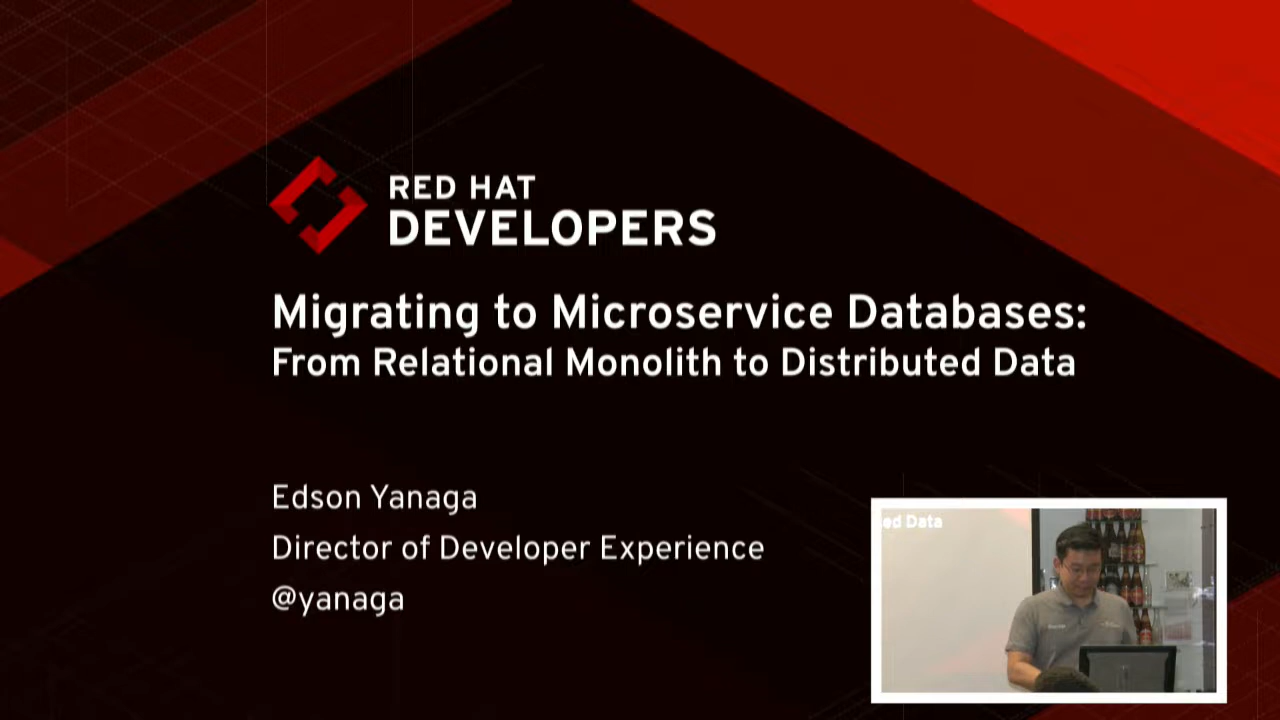 RED HAT
DEVELOPERS
Migrating to Microservice Databases:
From Relational Monolith to Distributed Data
Edson Yanaga
Director of Developer Experience
@yanaga
ed Data